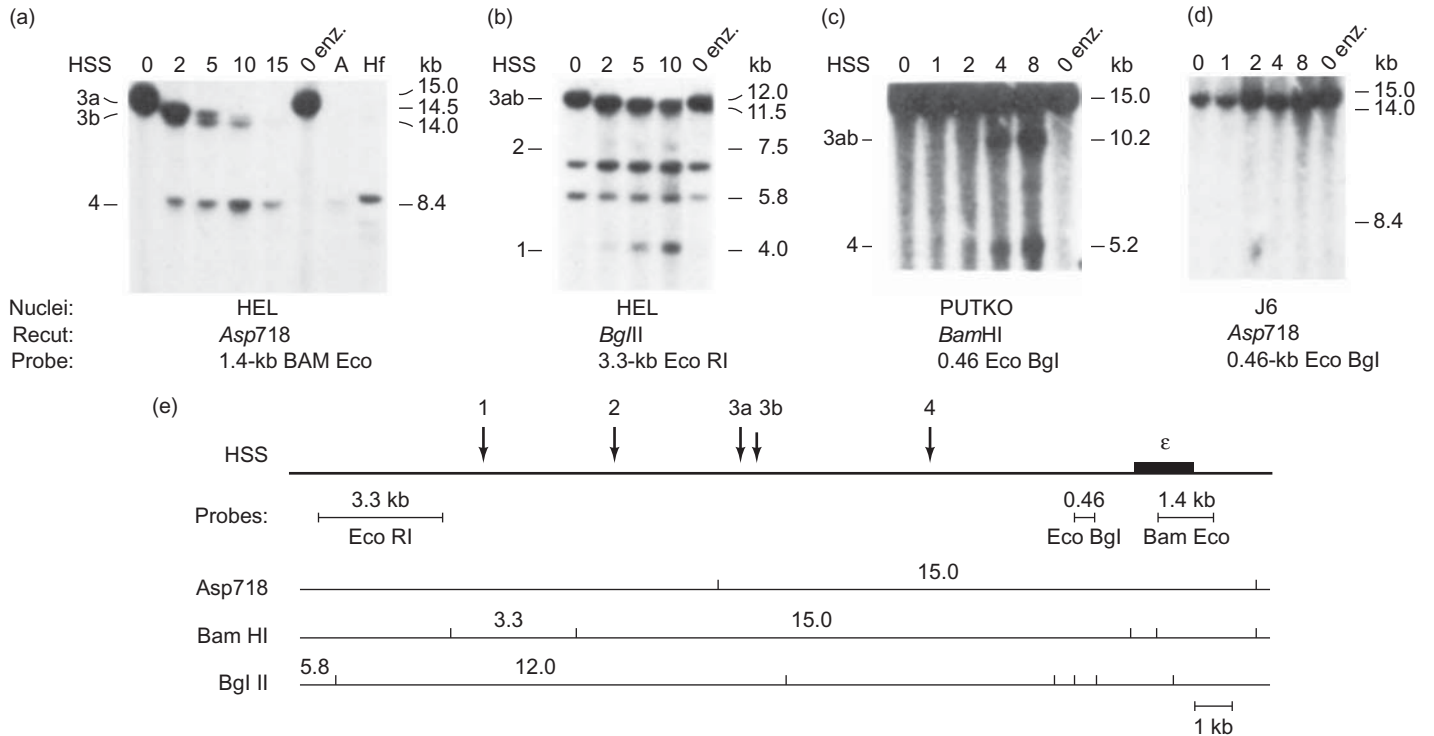 (a)
HSS 0 2 5 10 15 0 enz. A Hf kb
3a
3b
4
15.0
14.5
14.0
8.4
Nuclei: HEL
Recut: Asp718
Probe: 1.4-kb BAM Eco
(b)
HSS 0 2 5 10 0 enz. kb
3ab
2
1
12.0
11.5
7.5
5.8
4.0
HEL
BglII
3.3-kb Eco RI
(c)
HSS 0 1 2 4 8 0 enz. kb
3ab
4
15.0
10.2
5.2
PUTKO
BamHI
0.46 Eco BgI
(d)
0 1 2 4 8 0 enz. kb
15.0
14.0
8.4
J6
Asp718
0.46-kb Eco BgI
(e)
1 2 3a 3b 4
HSS ε
Probes: 3.3 kb 0.46 1.4 kb
Eco RI Eco BgI Bam Eco
Asp718 15.0
Bam HI 3.3 15.0
Bgl II 5.8 12.0
1 kb